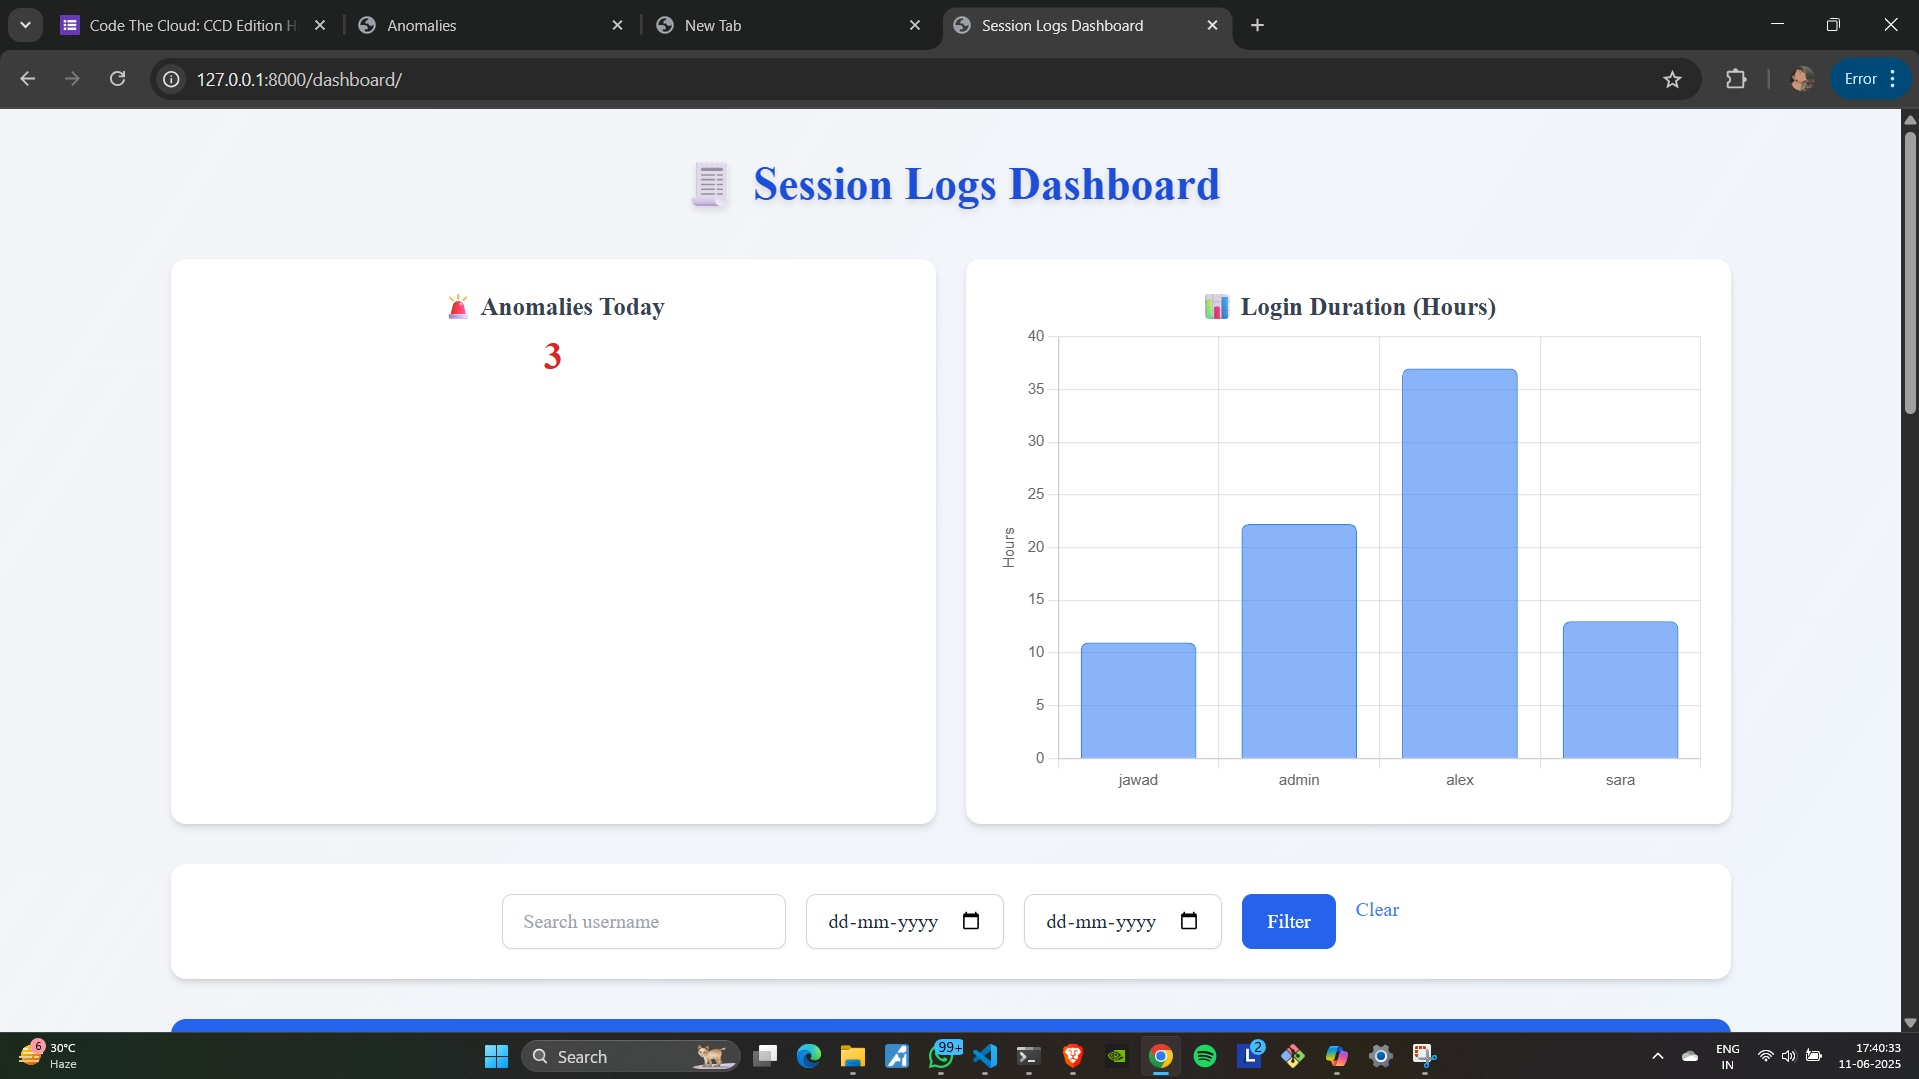 Code The Cloud: CCD Edition H
Anomalies
New Tab
Session Logs Dashboard
127.0.0.1:8000/dashboard/
Error
Session Logs Dashboard
Anomalies Today
3
Login Duration (Hours)
40
35
30
25
20
15
10
5
0
Hours
jawad
admin
alex
sara
Search username
dd-mm-yyyy
dd-mm-yyyy
Filter
Clear
6
30°C
Haze
Search
99+
2
ENG
IN
17:40:33
11-06-2025